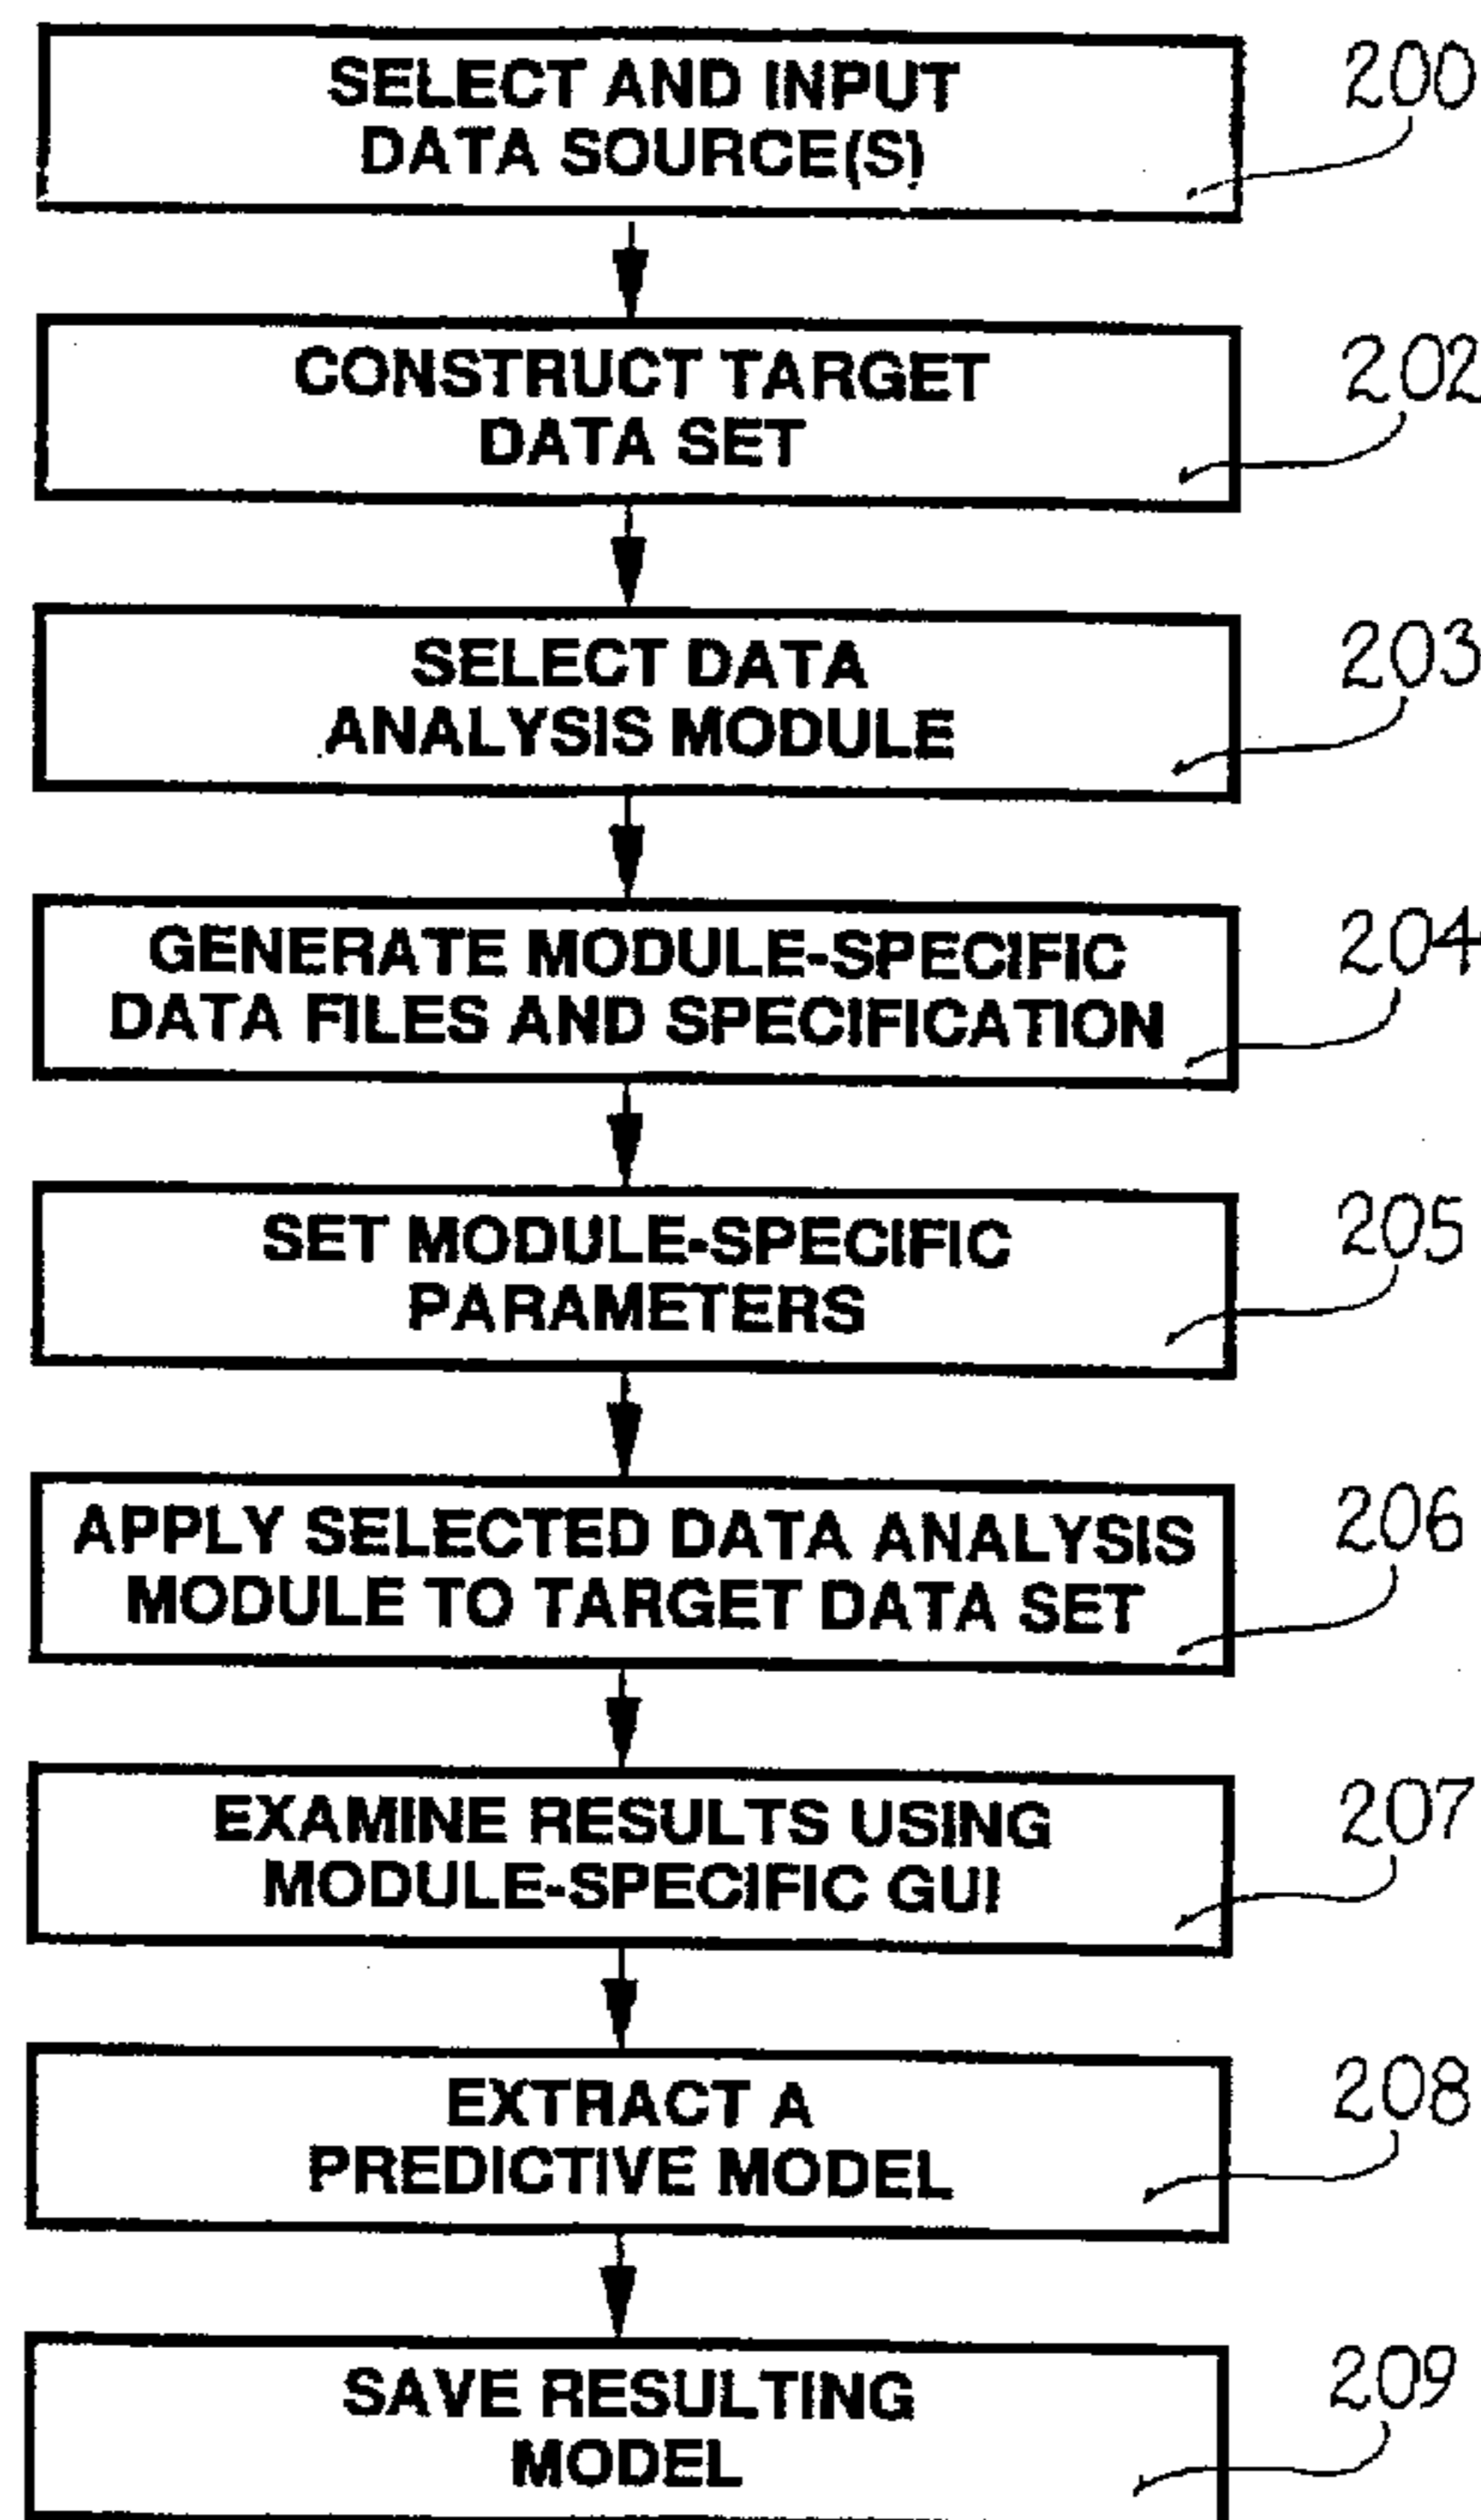 SELECT AND INPUT
DATA SOURCE(S)
200
CONSTRUCT TARGET
DATA SET
202
SELECT DATA
ANALYSIS MODULE
203
GENERATE MODULE-SPECIFIC
DATA FILES AND SPECIFICATION
204
SET MODULE-SPECIFIC
PARAMETERS
205
APPLY SELECTED DATA ANALYSIS
MODULE TO TARGET DATA SET
206
EXAMINE RESULTS USING
MODULE-SPECIFIC GUI
207
EXTRACT A
PREDICTIVE MODEL
208
SAVE RESULTING
MODEL
209